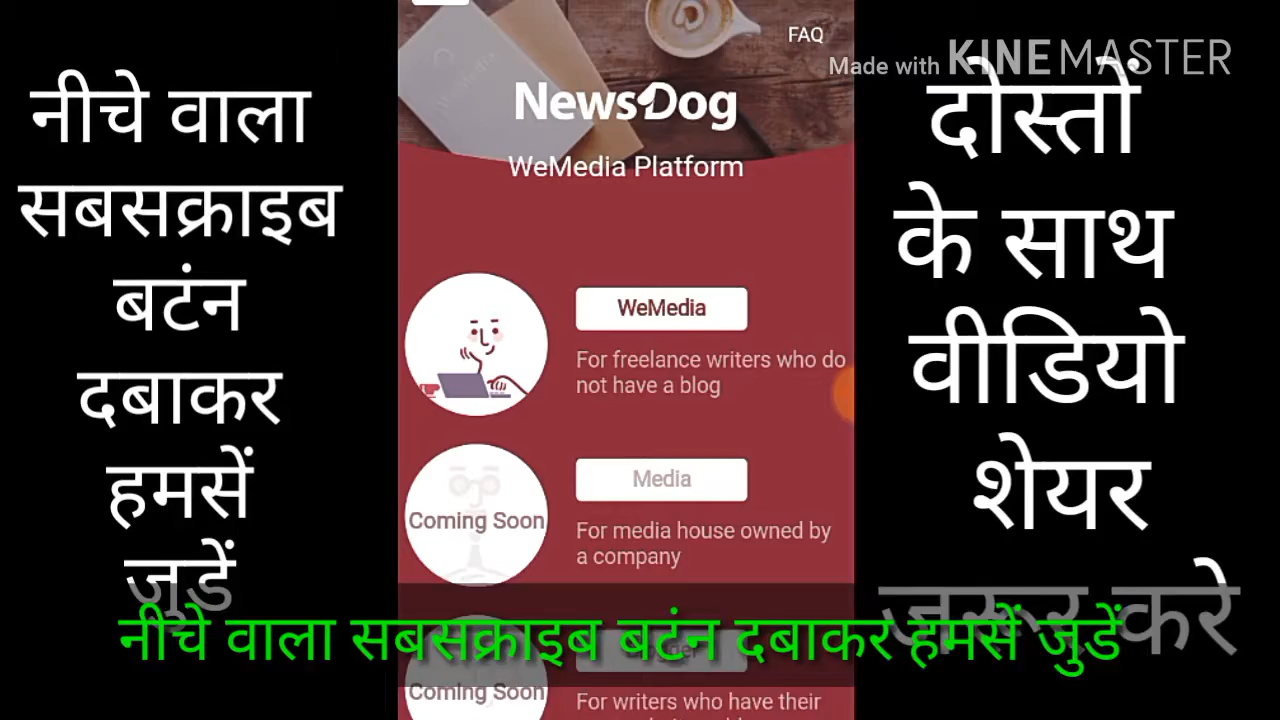 नीचे वाला
सबसक्राइब
बटंन
दबाकर
हमसें
जुडें
FAQ
Made with KINEMASTER
NewsDog
WeMedia Platform
WeMedia
For freelance writers who do
not have a blog
Media
Coming Soon
For media house owned by
a company
Coming Soon
For writers who have their
दोस्तों
के साथ
वीडियो
शेयर
जरूर करे
नीचे वाला सबसक्राइब बटंन दबाकर हमसें जुडें